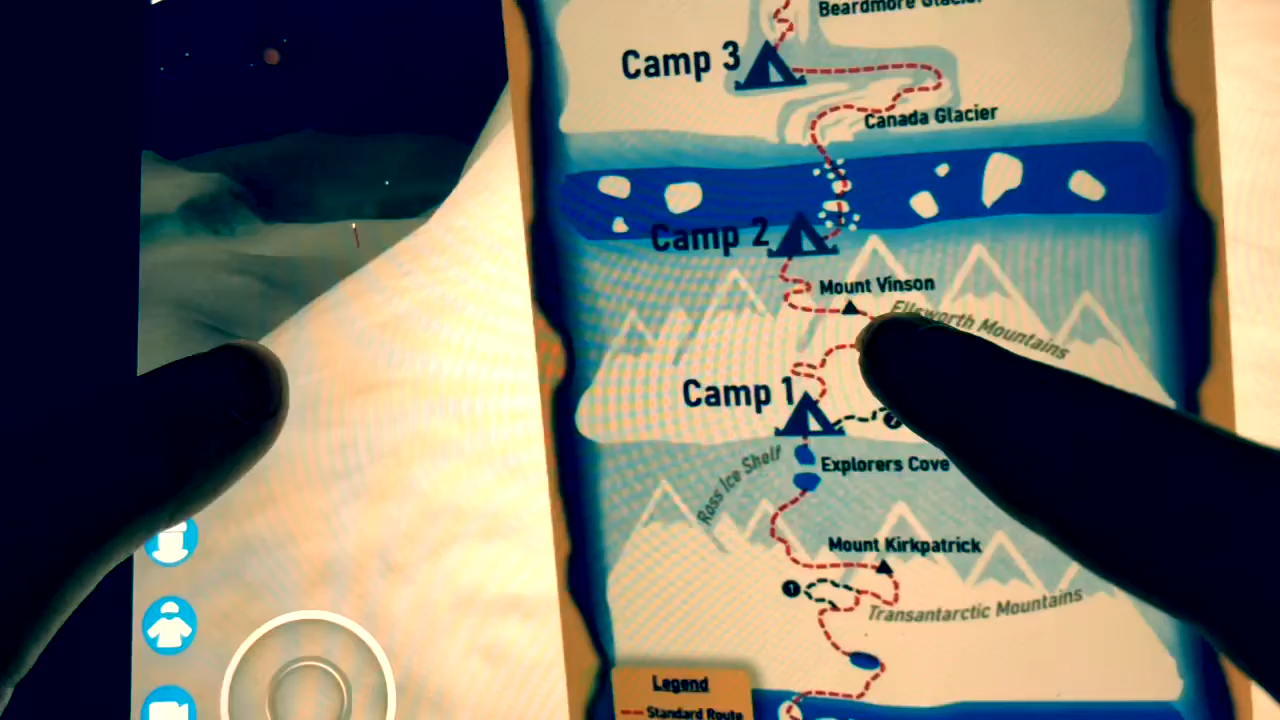 Beardmore Glacier
Camp 3
Canada Glacier
Camp 2
Mount Vinson
Ellsworth Mountains
Camp 1
Ross Ice Shelf
Explorers Cove
Mount Kirkpatrick
1
Transantarctic Mountains
Legend
Standard Route